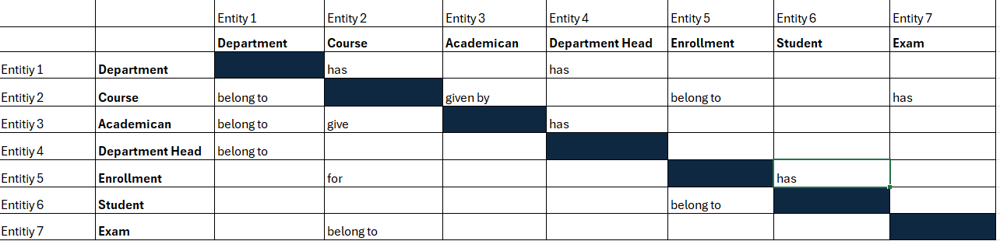 Entity 1 Entity 2 Entity 3 Entity 4 Entity 5 Entity 6 Entity 7
Department Course Academican Department Head Enrollment Student Exam
Entitiy 1 Department has has
Entitiy 2 Course belong to given by belong to has
Entitiy 3 Academican belong to give has
Entitiy 4 Department Head belong to
Entitiy 5 Enrollment for has
Entitiy 6 Student belong to
Entitiy 7 Exam belong to